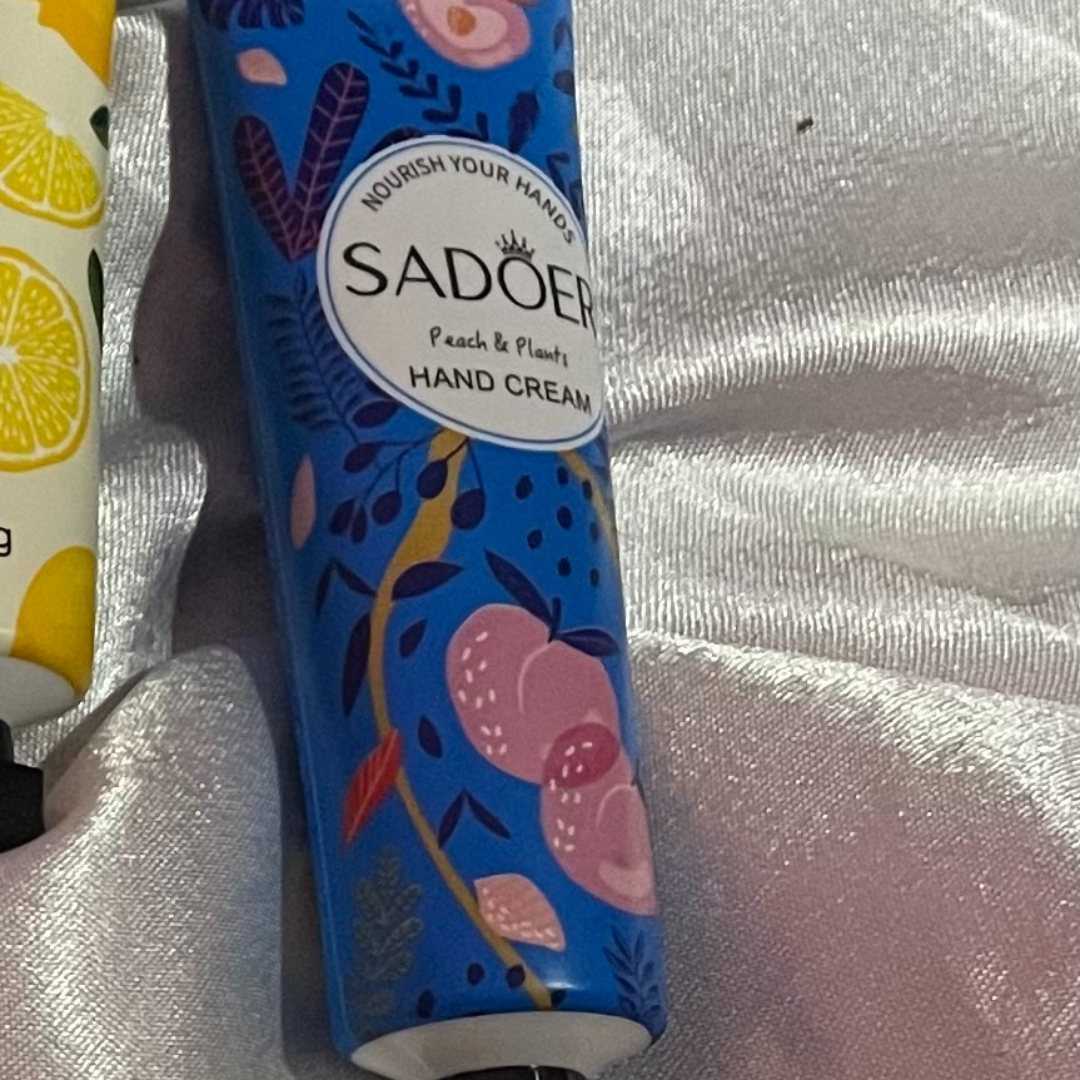 NOURISH YOUR HANDS
SADOER
Peach & Plants
HAND CREAM
g